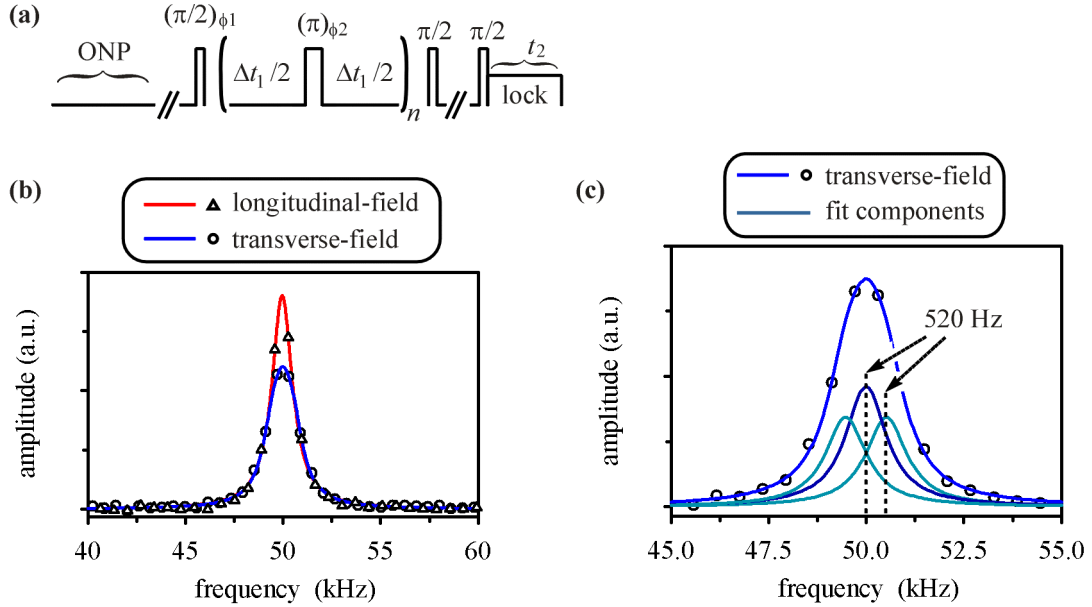 (a)
ONP
(π/2)ϕ1
(π)ϕ2
π/2 π/2
t2
Δt1 /2
Δt1 /2
n
lock
(b)
longitudinal-field
transverse-field
amplitude (a.u.)
40 45 50 55 60
frequency (kHz)
(c)
transverse-field
fit components
520 Hz
amplitude (a.u.)
45.0 47.5 50.0 52.5 55.0
frequency (kHz)